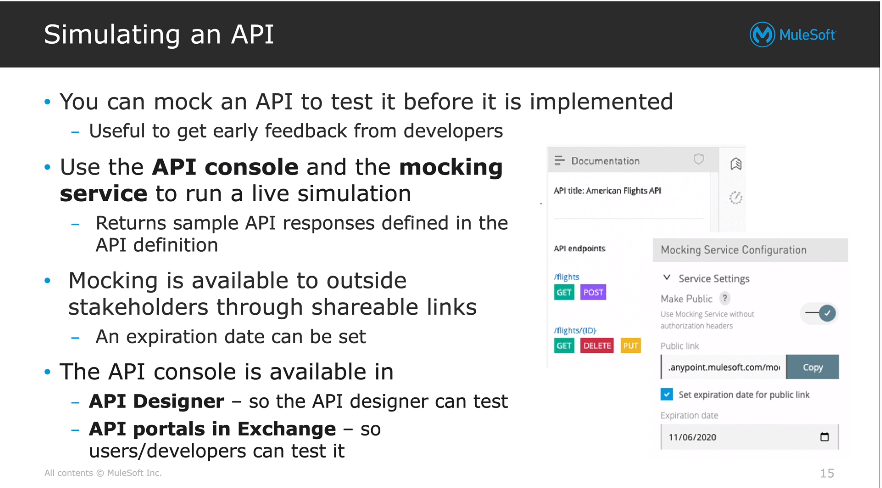 Simulating an API
MuleSoft
• You can mock an API to test it before it is implemented
– Useful to get early feedback from developers
• Use the API console and the mocking
service to run a live simulation
– Returns sample API responses defined in the
API definition
• Mocking is available to outside
stakeholders through shareable links
– An expiration date can be set
• The API console is available in
– API Designer – so the API designer can test
– API portals in Exchange – so
users/developers can test it
Documentation
API title: American Flights API
API endpoints
/flights
GET POST
/flights/{ID}
GET DELETE PUT
Mocking Service Configuration
Service Settings
Make Public ?
Use Mocking Service without
authorization headers
Public link
.anypoint.mulesoft.com/moc Copy
Set expiration date for public link
Expiration date
11/06/2020
All contents © MuleSoft Inc.
15